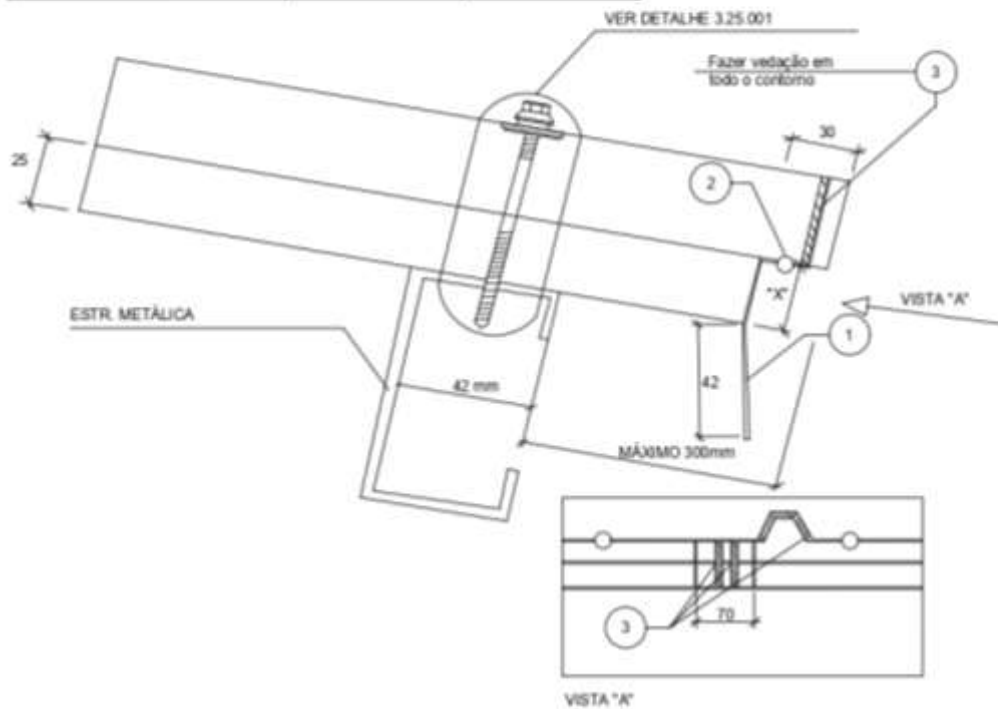 VER DETALHE 3.25.001
Fazer vedação em
todo o contorno
3
30
25
2
"X"
VISTA "A"
ESTR. METÁLICA
1
42
42 mm
MÁXIMO 300mm
3
70
VISTA "A"